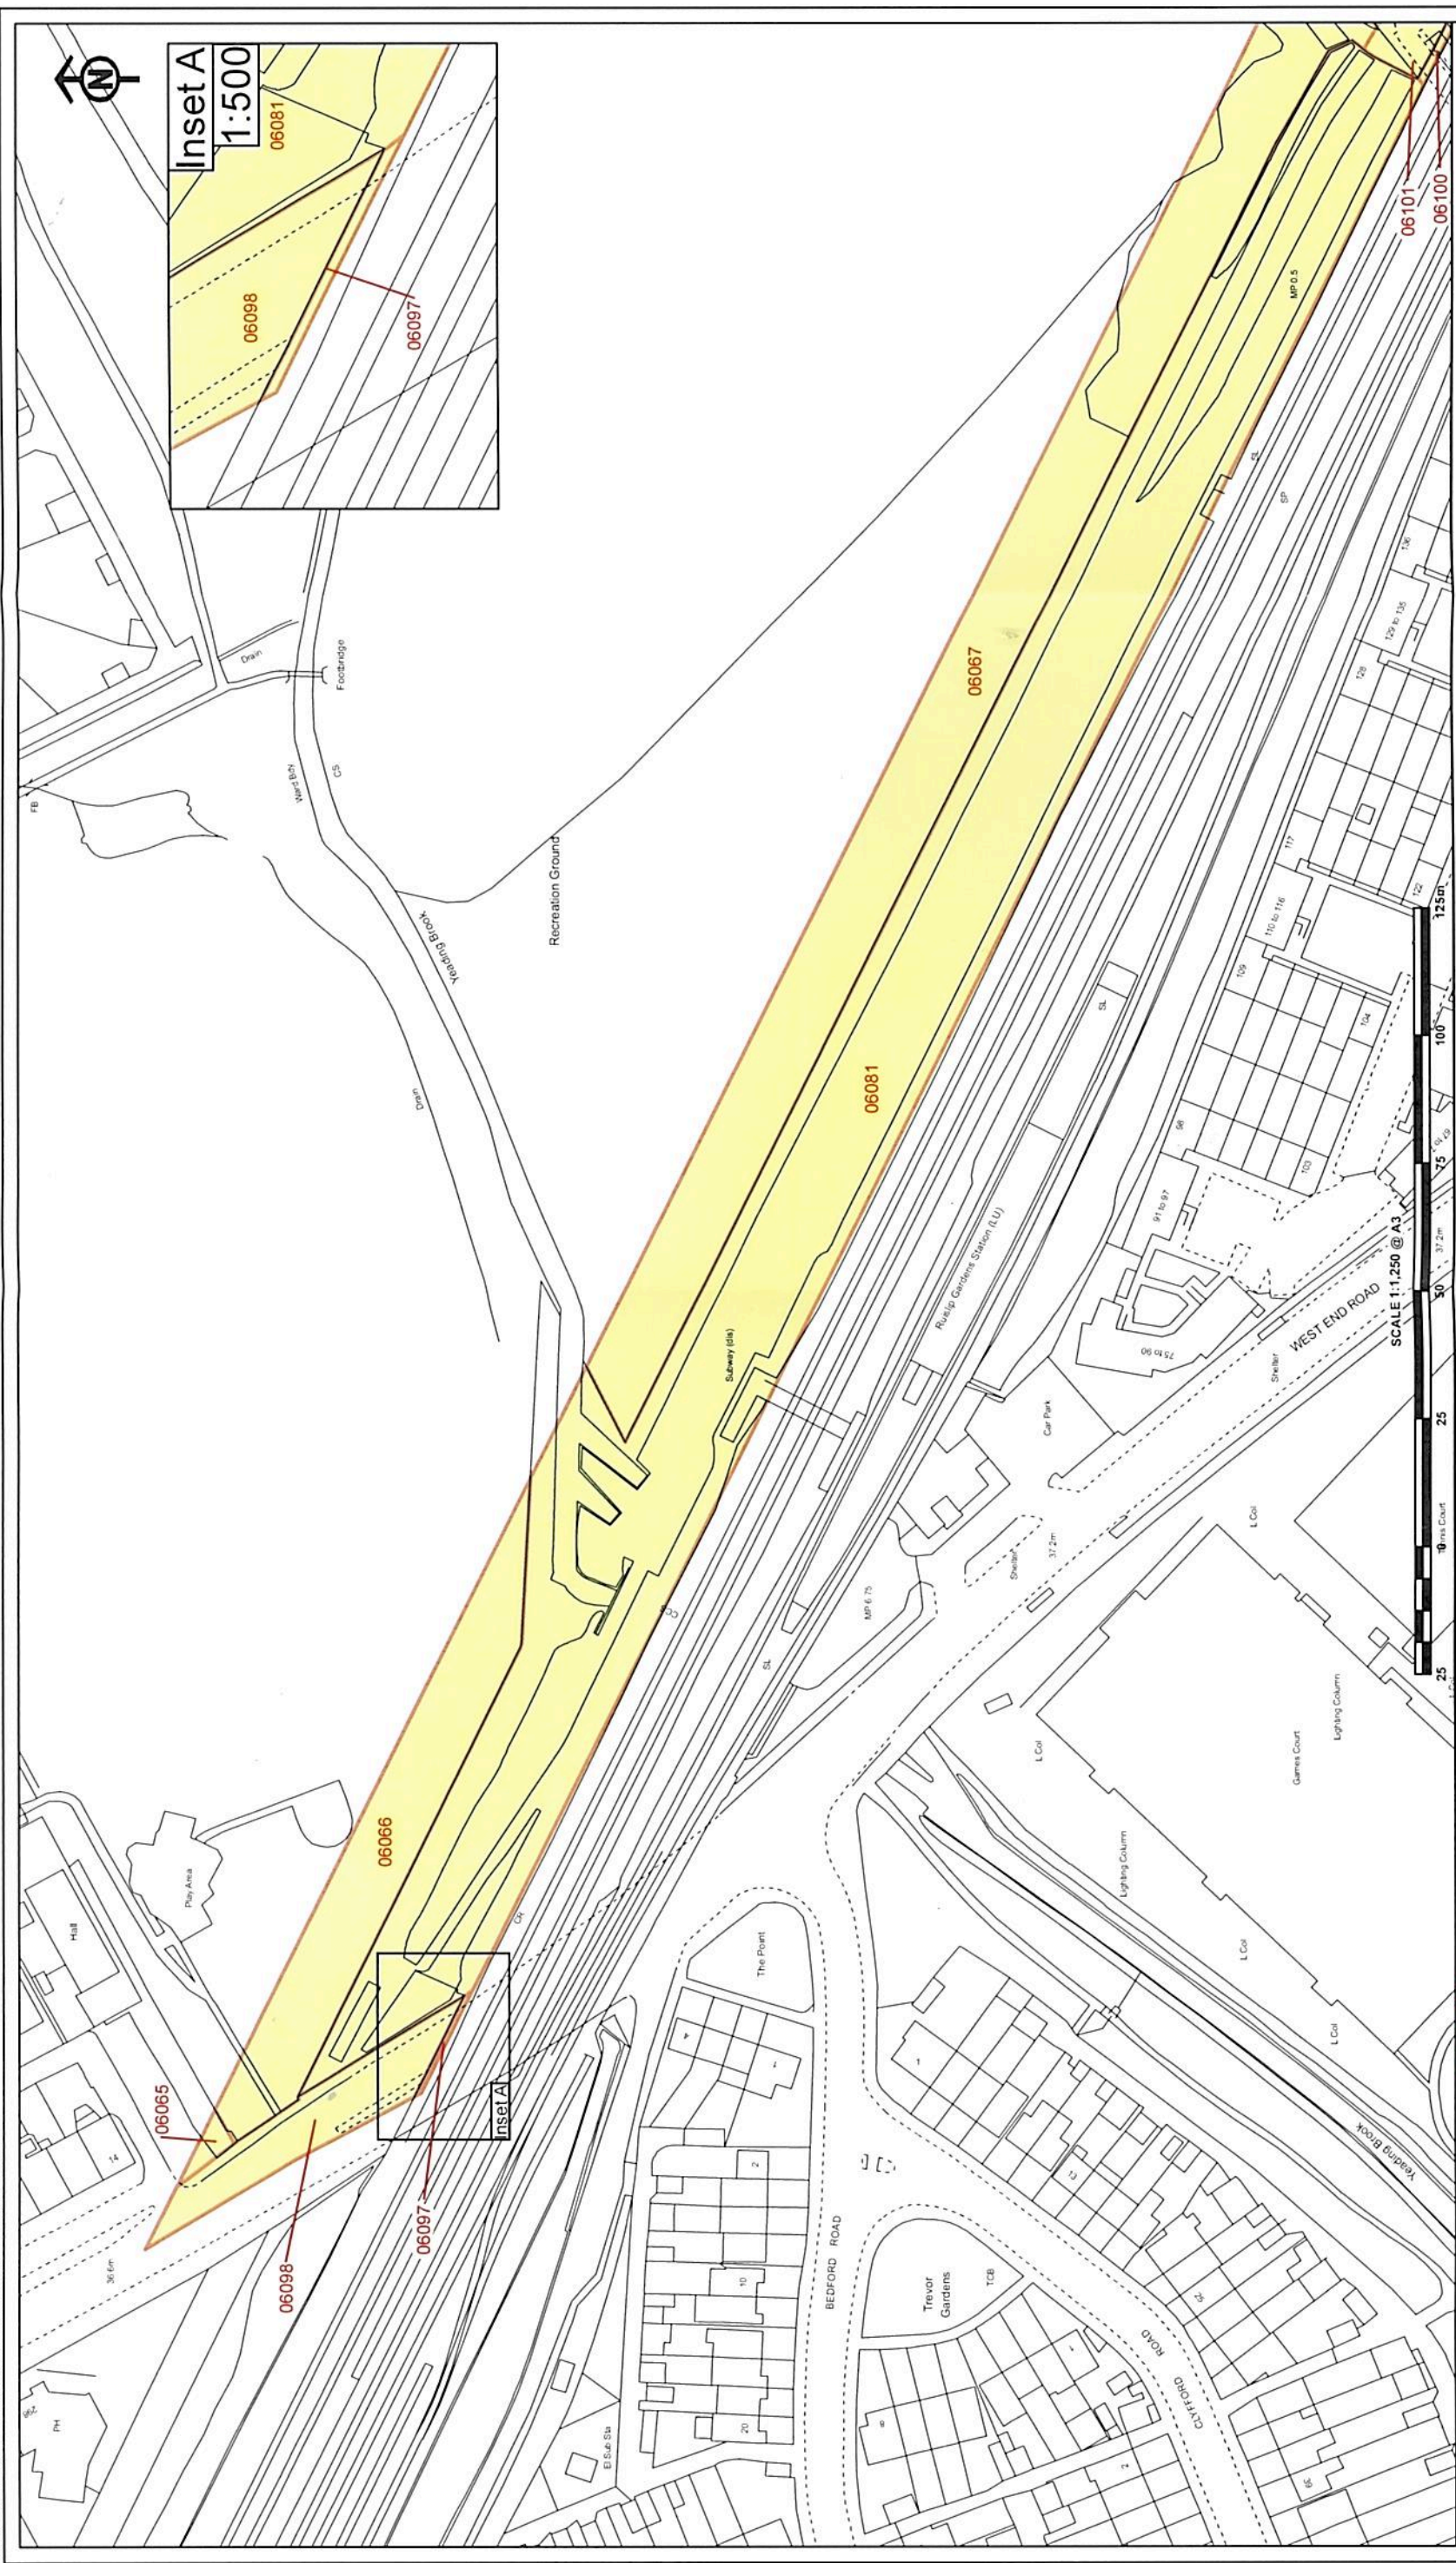 N
Inset A
1:500
06081
06098
06097
FB
Drain
Footbridge
Ward Bdy
CS
Yeading Brook
Drain
Recreation Ground
Hall
Play Area
14
36.6m
PH
298
06065
06066
06067
06081
06098
06097
06101
06100
Inset A
CR
CCS
Subway (dis)
MP 0.5
SL
SP
SL
Ruislip Gardens Station (LU)
SL
MP 6.75
El Sub Sta
The Point
20
10
2
BEDFORD ROAD
Trevor
Gardens
TCB
CLYFFORD ROAD
Yeading Brook
Car Park
Shelter
37.2m
Shelter
WEST END ROAD
37.2m
75 to 90
91 to 97
98
103
104
109
110 to 116
117
122
128
129 to 135
136
L Col
L Col
L Col
L Col
Lighting Column
Lighting Column
Games Court
Tennis Court
SCALE 1:1,250 @ A3
25 0 25 50 75 100 125m